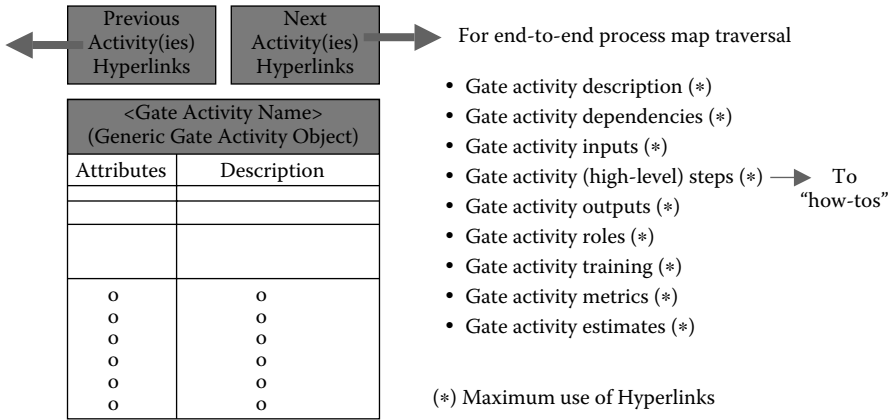 Previous
Activity(ies)
Hyperlinks
Next
Activity(ies)
Hyperlinks
For end-to-end process map traversal
<Gate Activity Name>
(Generic Gate Activity Object)
Attributes Description
o o
o o
o o
o o
o o
o o
• Gate activity description (*)
• Gate activity dependencies (*)
• Gate activity inputs (*)
• Gate activity (high-level) steps (*)
To
“how-tos”
• Gate activity outputs (*)
• Gate activity roles (*)
• Gate activity training (*)
• Gate activity metrics (*)
• Gate activity estimates (*)
(*) Maximum use of Hyperlinks